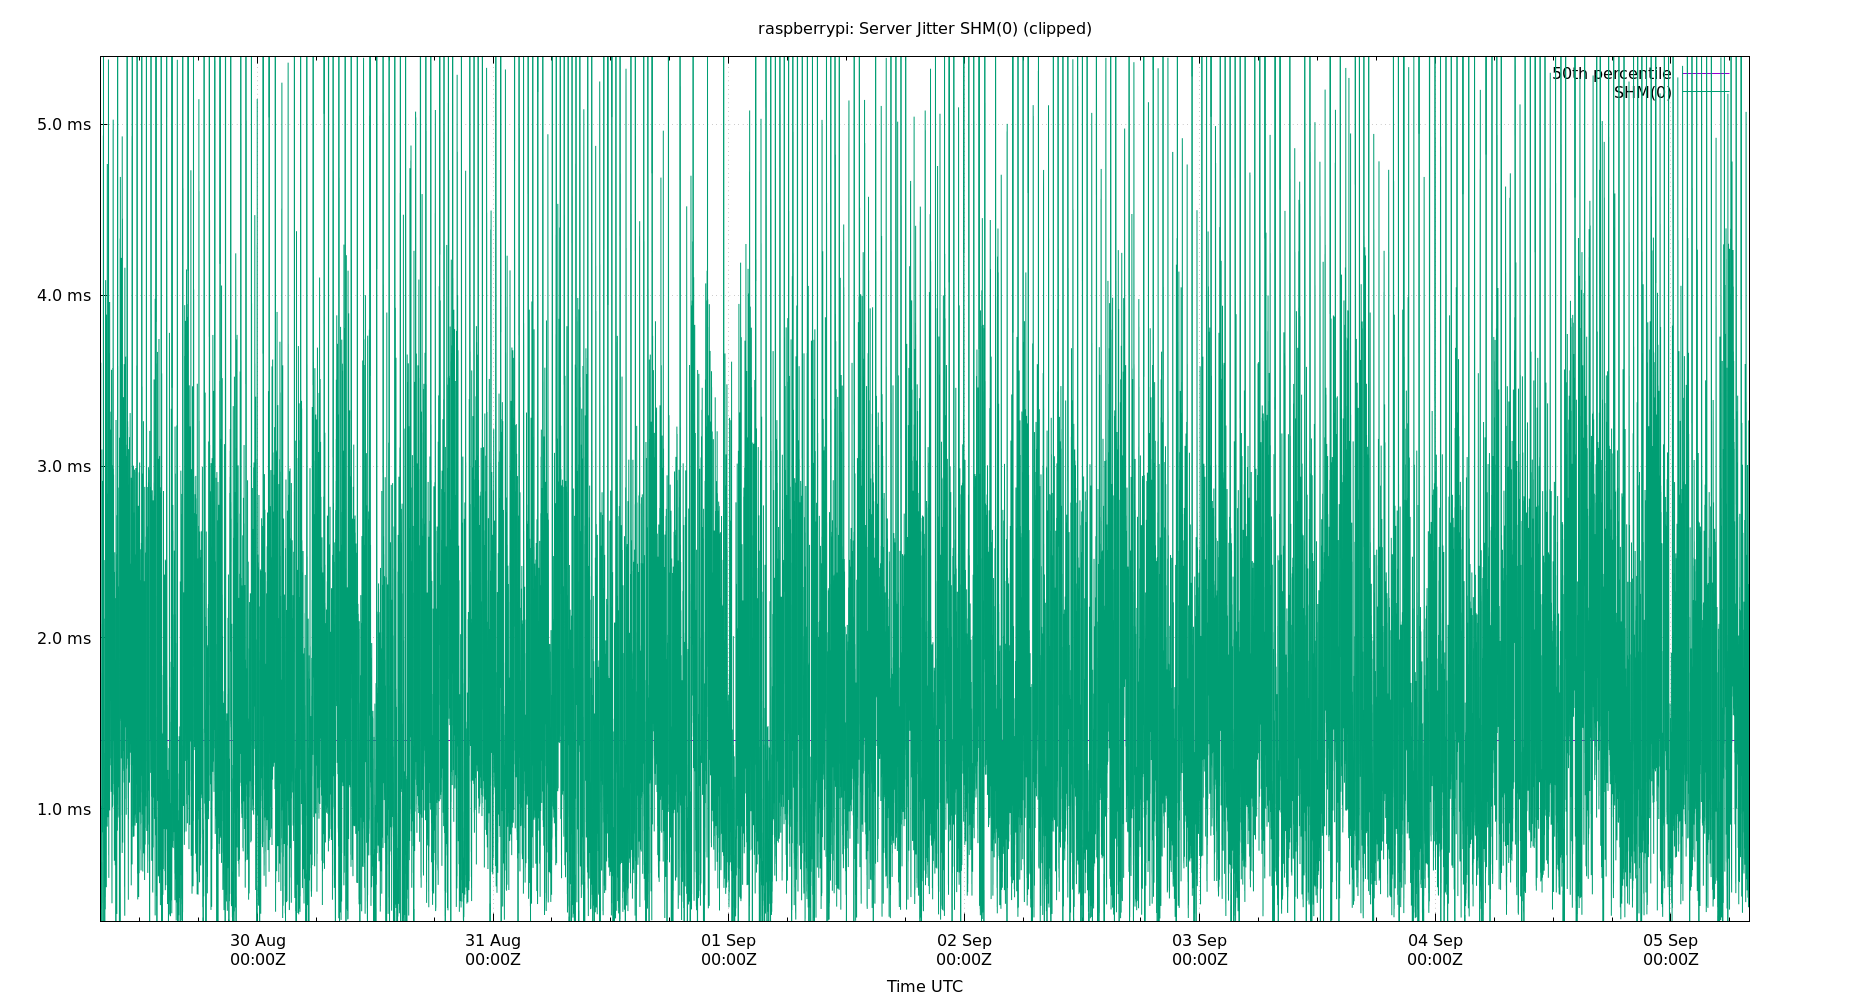 raspberrypi: Server Jitter SHM(0) (clipped)
50th percentile
SHM(0)
5.0 ms
4.0 ms
3.0 ms
2.0 ms
1.0 ms
30 Aug 31 Aug 01 Sep 02 Sep 03 Sep 04 Sep 05 Sep
00:00Z 00:00Z 00:00Z 00:00Z 00:00Z 00:00Z 00:00Z
Time UTC